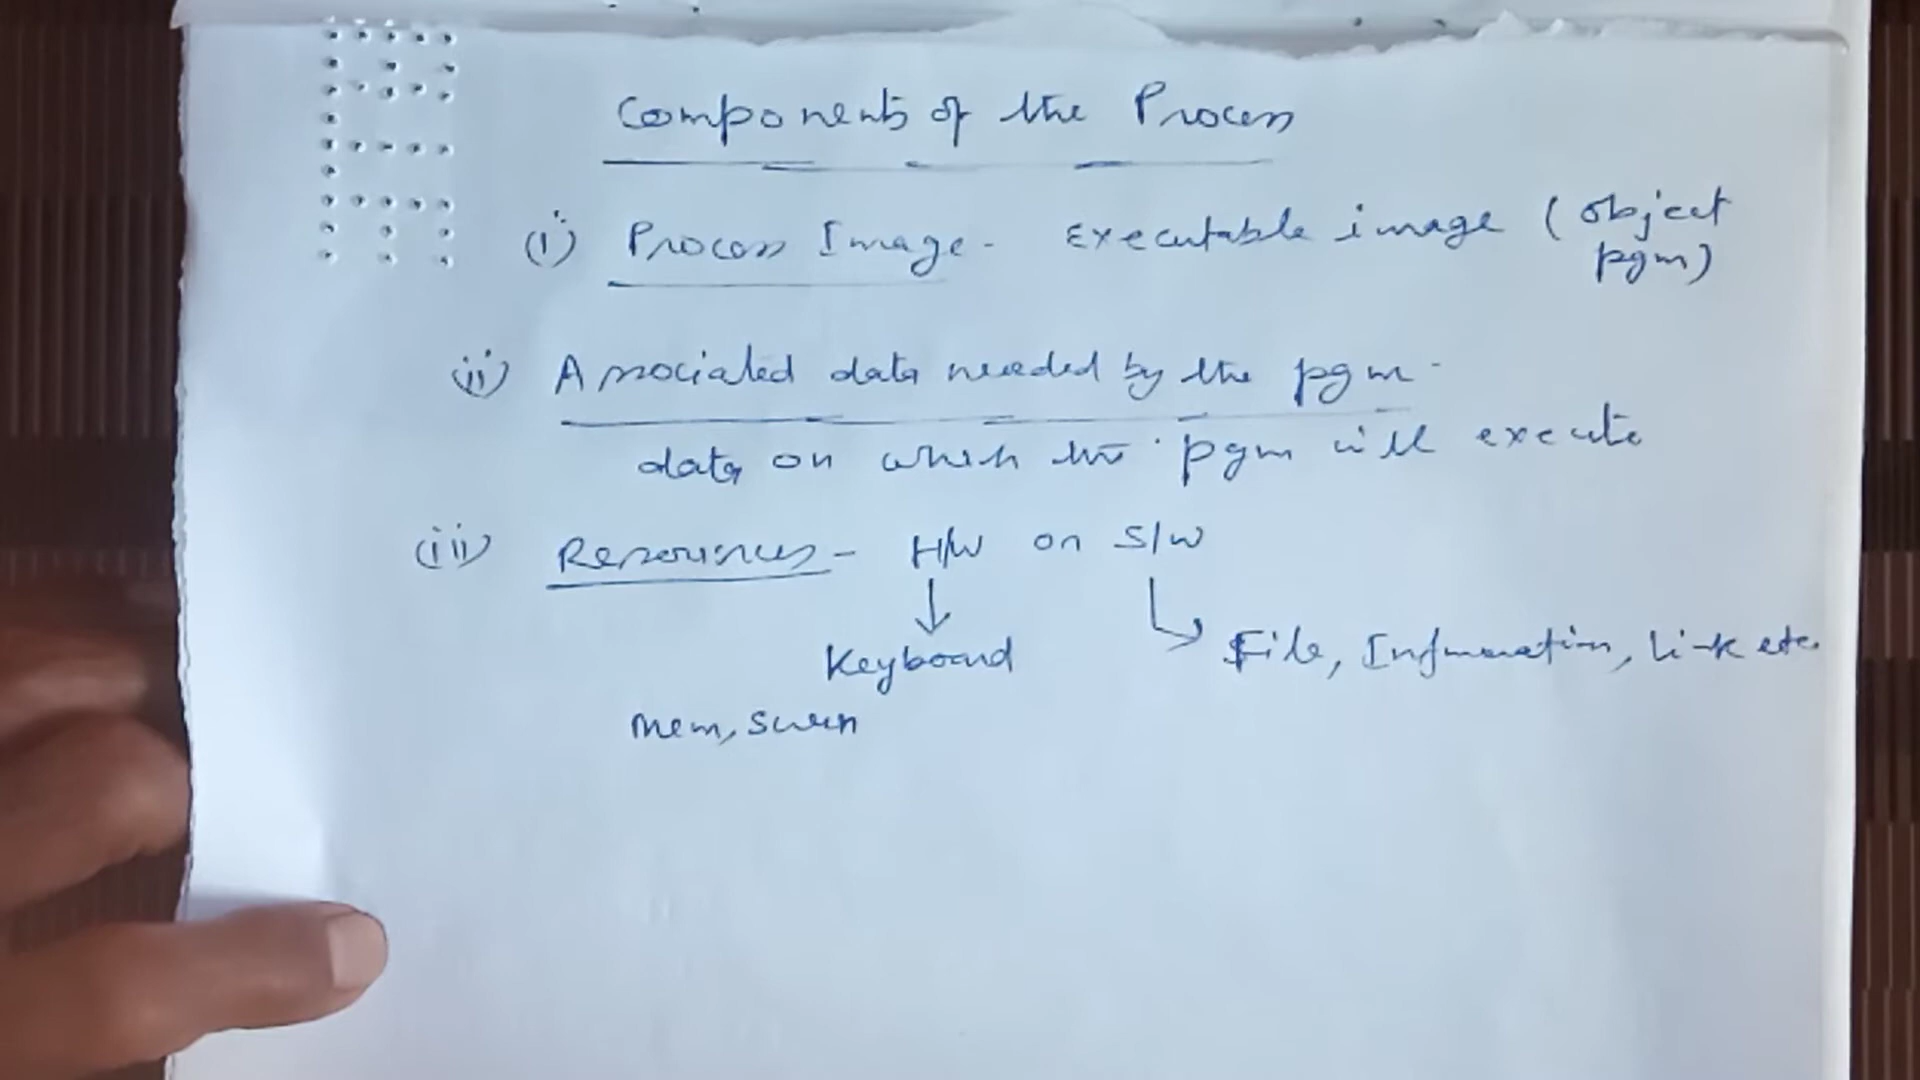 Components of the Process
(i) Process Image - Executable image (object pgm)
(ii) Associated data needed by the pgm -
data on which the pgm will execute
(iii) Resources - H/W or S/W
Keyboard
File, Information, Link etc.
Mem, Screen